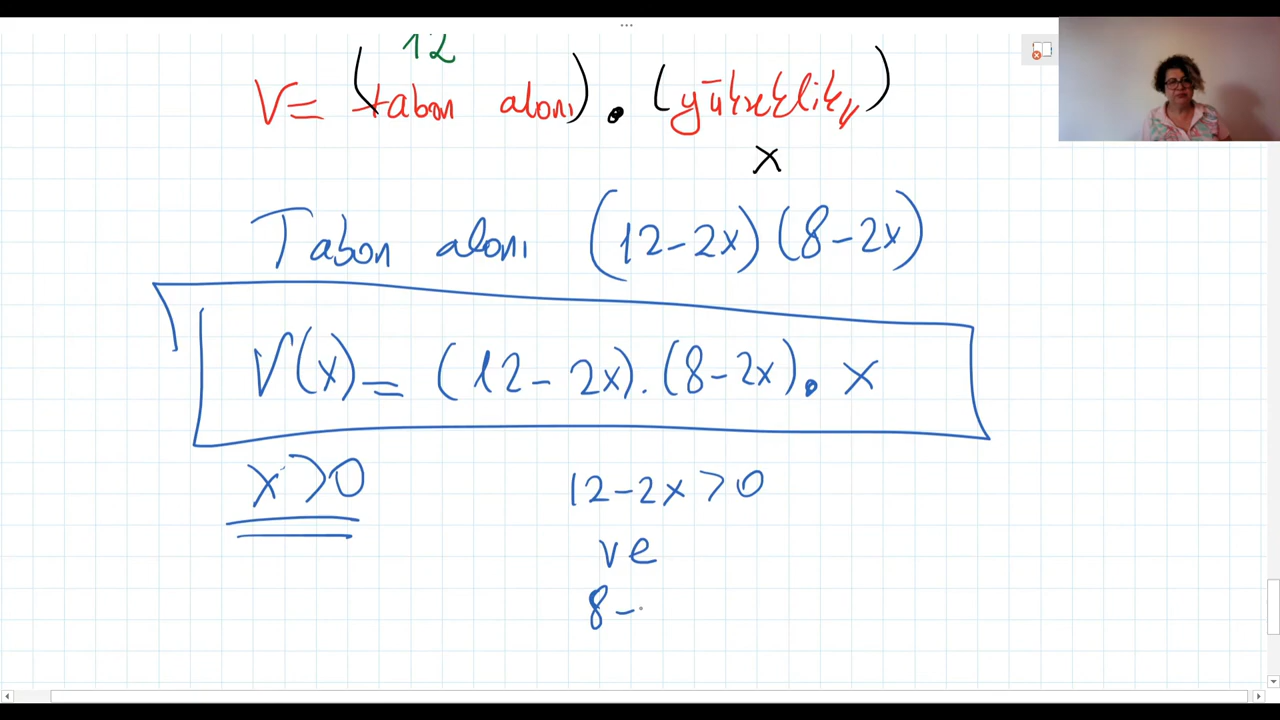 12
V= (taban alanı) . (yükseklik)
x
Taban alanı (12-2x)(8-2x)
V(x)= (12-2x).(8-2x). x
x>0 12-2x>0
ve
8-